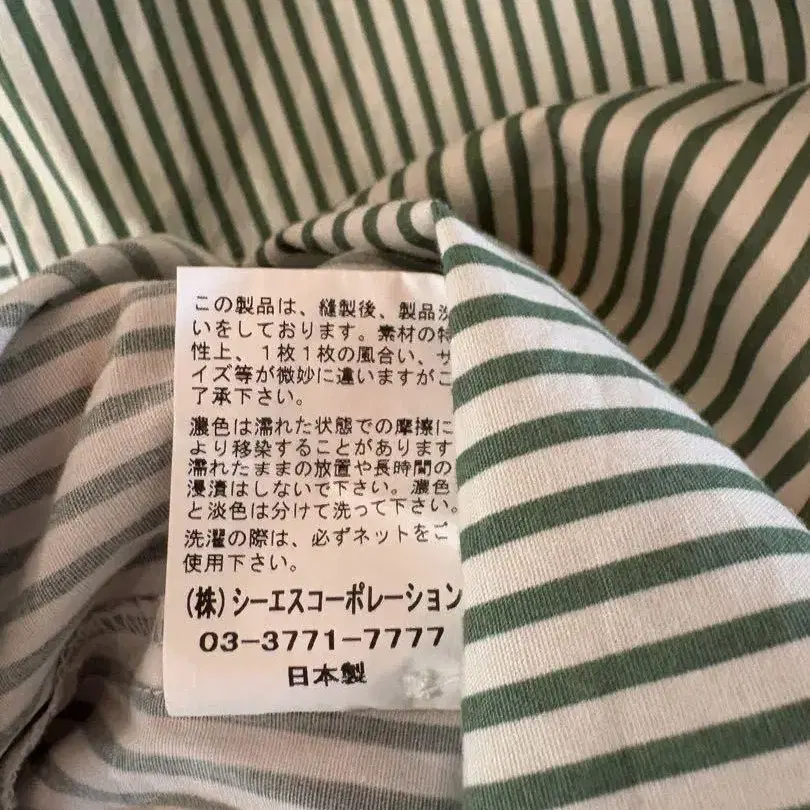 この製品は、縫製後、製品洗
いをしております。素材の特
性上、1枚1枚の風合い、サ
イズ等が微妙に違いますがご
了承下さい。
濃色は濡れた状態での摩擦に
より移染することがあります
濡れたままの放置や長時間の
浸漬はしないで下さい。濃色
と淡色は分けて洗って下さい。
洗濯の際は、必ずネットをご
使用下さい。
(株)シーエスコーポレーション
03-3771-7777
日本製